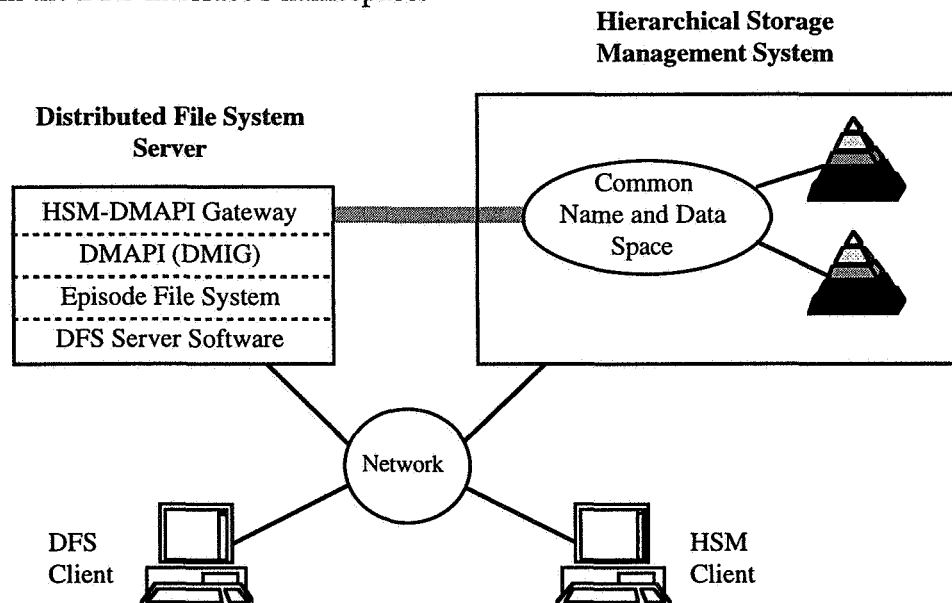 Hierarchical Storage
Management System
Distributed File System
Server
HSM-DMAPI Gateway
DMAPI (DMIG)
Episode File System
DFS Server Software
Common
Name and Data
Space
Network
DFS
Client
HSM
Client